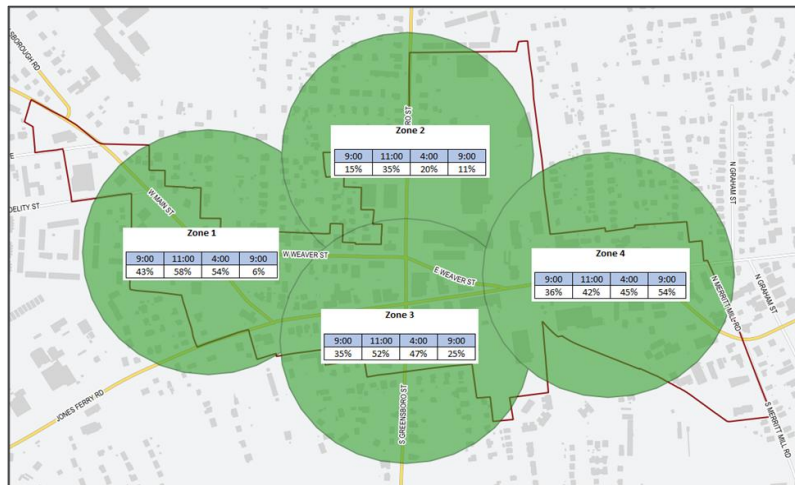 SBOROUGH RD
Zone 2
RO ST
9:00 11:00 4:00 9:00
15% 35% 20% 11%
E
N GRAHAM ST
DELITY ST
W MAIN ST
Zone 1
9:00 11:00 4:00 9:00
43% 58% 54% 6%
W WEAVER ST
E WEAVER ST
Zone 4
9:00 11:00 4:00 9:00
36% 42% 45% 54%
N MERRITT MILL RD
N GRAHAM ST
Zone 3
9:00 11:00 4:00 9:00
35% 52% 47% 25%
JONES FERRY RD
S GREENSBORO ST
S MERRITT MILL RD